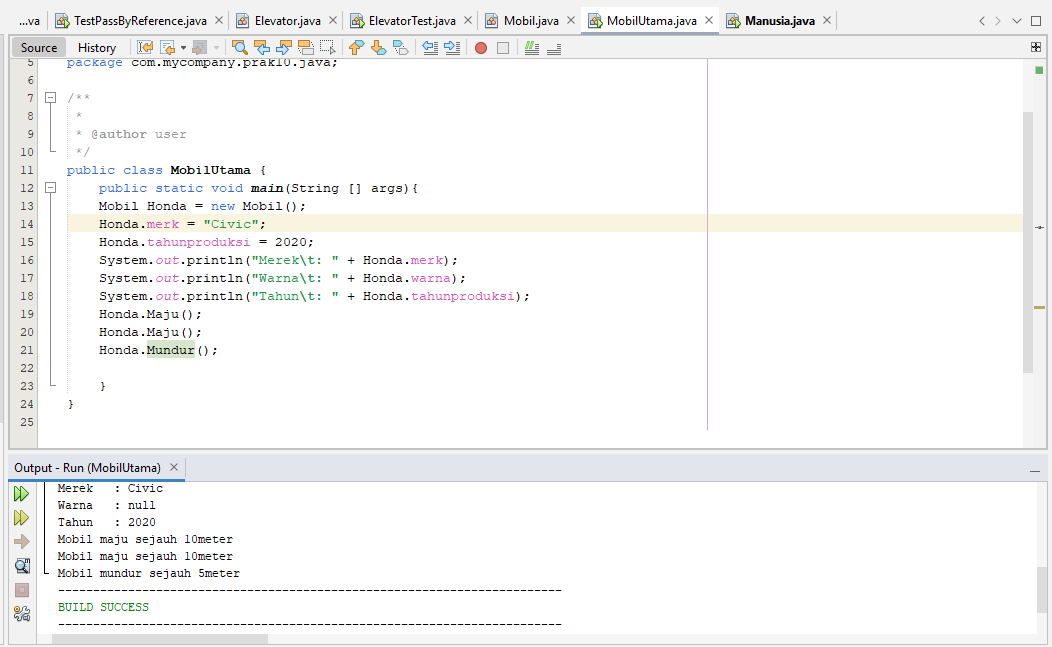 ...va TestPassByReference.java Elevator.java ElevatorTest.java Mobil.java MobilUtama.java Manusia.java
Source History
5 package com.mycompany.prak10.java;
6
7 /**
8 *
9 * @author user
10 */
11 public class MobilUtama {
12 public static void main(String [] args){
13 Mobil Honda = new Mobil();
14 Honda.merk = "Civic";
15 Honda.tahunproduksi = 2020;
16 System.out.println("Merek\t: " + Honda.merk);
17 System.out.println("Warna\t: " + Honda.warna);
18 System.out.println("Tahun\t: " + Honda.tahunproduksi);
19 Honda.Maju();
20 Honda.Maju();
21 Honda.Mundur();
22
23 }
24 }
25
Output - Run (MobilUtama)
Merek : Civic
Warna : null
Tahun : 2020
Mobil maju sejauh 10meter
Mobil maju sejauh 10meter
Mobil mundur sejauh 5meter
------------------------------------------------------------------------
BUILD SUCCESS
------------------------------------------------------------------------